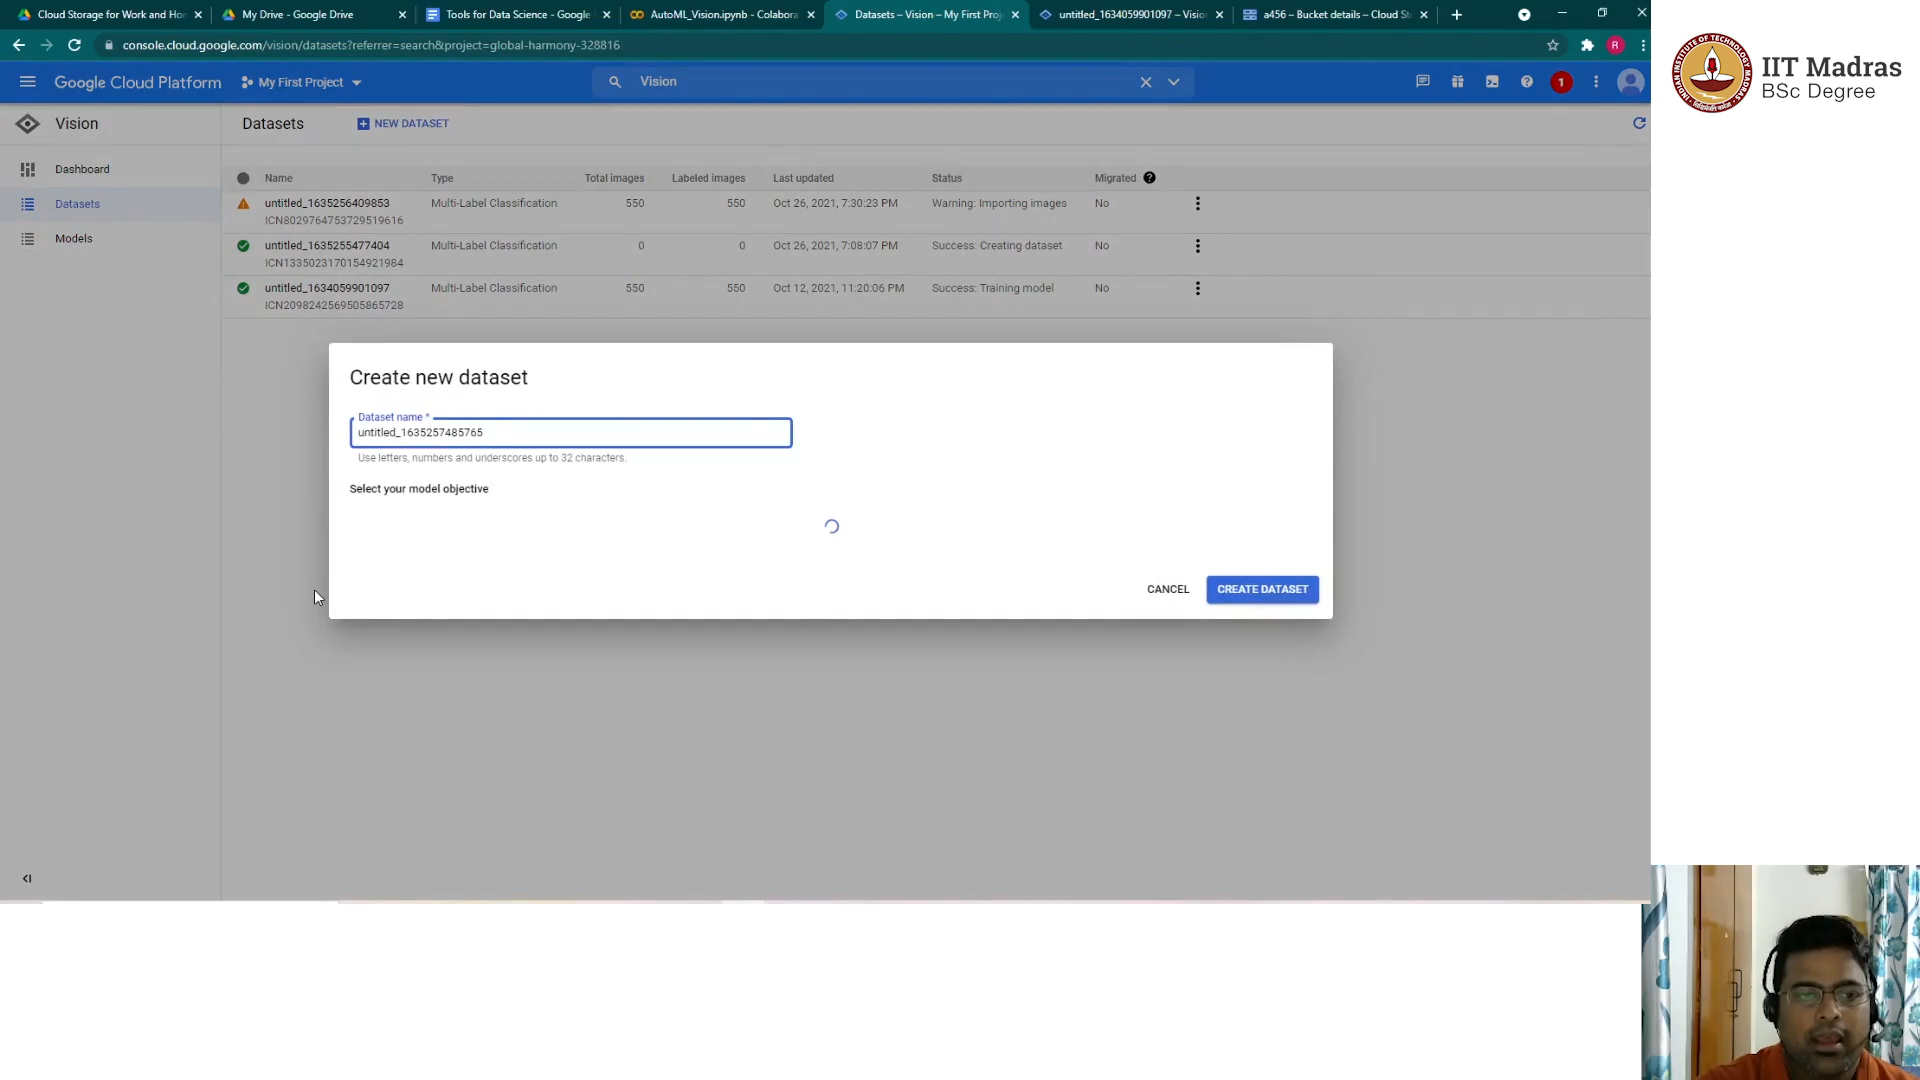 Cloud Storage for Work and Ho
My Drive - Google Drive
Tools for Data Science - Google
AutoML_Vision.ipynb - Colabora
Datasets – Vision – My First Proj
untitled_1634059901097 – Visio
a456 – Bucket details – Cloud St
console.cloud.google.com/vision/datasets?referrer=search&project=global-harmony-328816
R
Google Cloud Platform
My First Project
Vision
1
IIT Madras
BSc Degree
Vision
Datasets
NEW DATASET
Dashboard
Datasets
Models
Name Type Total images Labeled images Last updated Status Migrated
untitled_1635256409853 Multi-Label Classification 550 550 Oct 26, 2021, 7:30:23 PM Warning: Importing images No
ICN8029764753729519616
untitled_1635255477404 Multi-Label Classification 0 0 Oct 26, 2021, 7:08:07 PM Success: Creating dataset No
ICN1335023170154921984
untitled_1634059901097 Multi-Label Classification 550 550 Oct 12, 2021, 11:20:06 PM Success: Training model No
ICN2098242569505865728
Create new dataset
Dataset name *
untitled_1635257485765
Use letters, numbers and underscores up to 32 characters.
Select your model objective
CANCEL
CREATE DATASET